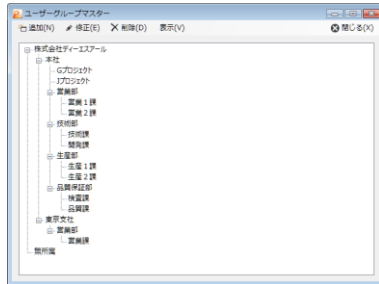 ユーザーグループマスター
追加(N) 修正(E) 削除(D) 表示(V) 閉じる(X)
株式会社ディーエスアール
本社
Gプロジェクト
Jプロジェクト
営業部
営業1課
営業2課
技術部
技術課
開発課
生産部
生産1課
生産2課
品質保証部
検査課
品質課
東京支社
営業部
営業課
無所属